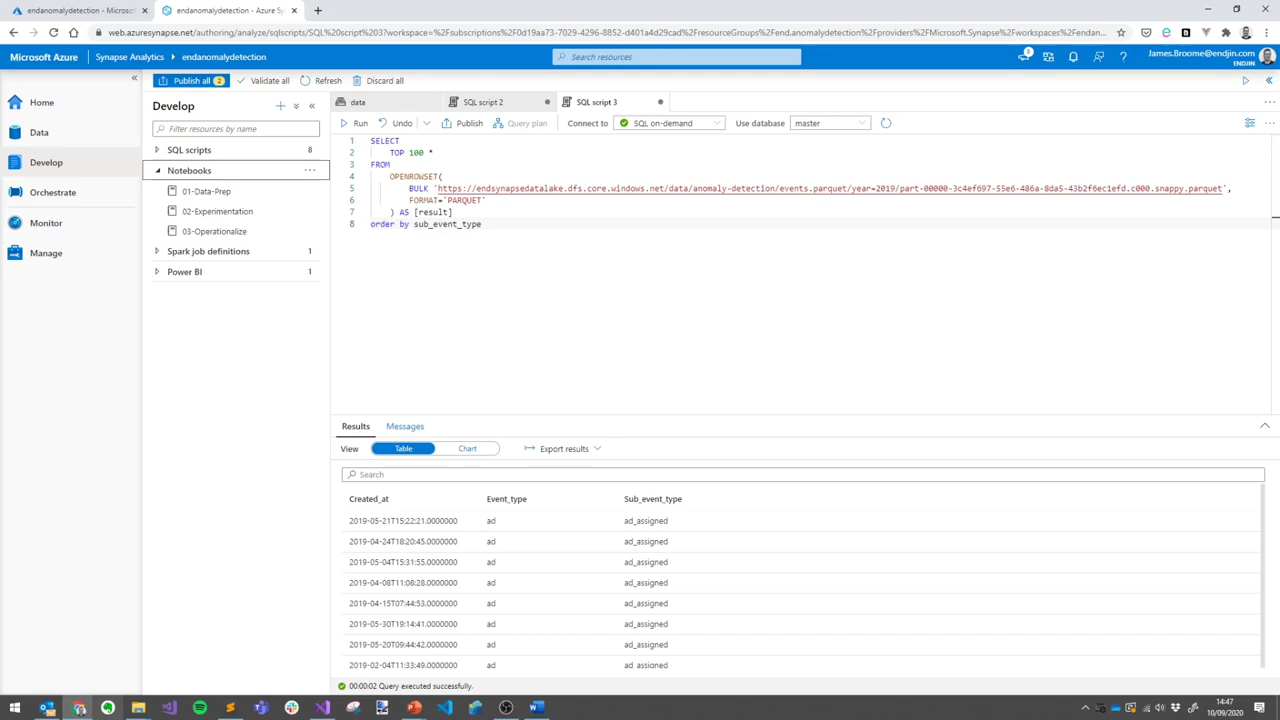 endanomalydetection - Microsoft
endanomalydetection - Azure Sy
web.azuresynapse.net/authoring/analyze/sqlscripts/SQL%20script%203?workspace=%2Fsubscriptions%2F0d19aa73-7029-4296-8852-d401a4d29cad%2FresourceGroups%2Fend.anomalydetection%2Fproviders%2FMicrosoft.Synapse%2Fworkspaces%2Fendan...
Microsoft Azure
Synapse Analytics
endanomalydetection
Search resources
8
James.Broome@endjin.com
ENDJIN
Publish all 2
Validate all
Refresh
Discard all
Home
Data
Develop
Orchestrate
Monitor
Manage
Develop
Filter resources by name
SQL scripts 8
Notebooks
01-Data-Prep
02-Experimentation
03-Operationalize
Spark job definitions 1
Power BI 1
data
SQL script 2
SQL script 3
Run
Undo
Publish
Query plan
Connect to
SQL on-demand
Use database
master
1 SELECT
2 TOP 100 *
3 FROM
4 OPENROWSET(
5 BULK 'https://endsynapsedatalake.dfs.core.windows.net/data/anomaly-detection/events.parquet/year=2019/part-00000-3c4ef697-55e6-486a-8da5-43b2f6ec1efd.c000.snappy.parquet',
6 FORMAT='PARQUET'
7 ) AS [result]
8 order by sub_event_type
Results
Messages
View
Table
Chart
Export results
Search
Created_at Event_type Sub_event_type
2019-05-21T15:22:21.0000000 ad ad_assigned
2019-04-24T18:20:45.0000000 ad ad_assigned
2019-05-04T15:31:55.0000000 ad ad_assigned
2019-04-08T11:08:28.0000000 ad ad_assigned
2019-04-15T07:44:53.0000000 ad ad_assigned
2019-05-30T19:14:41.0000000 ad ad_assigned
2019-05-20T09:44:42.0000000 ad ad_assigned
2019-02-04T11:33:49.0000000 ad ad_assigned
00:00:02 Query executed successfully.
14:47
10/09/2020